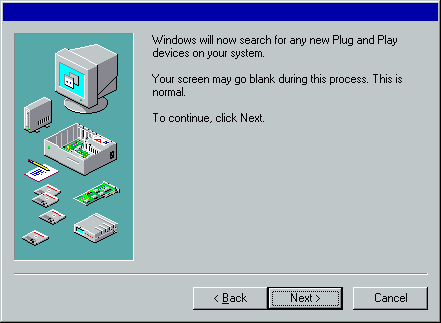 Windows will now search for any new Plug and Play
devices on your system.
Your screen may go blank during this process. This is
normal.
To continue, click Next.
< Back
Next >
Cancel